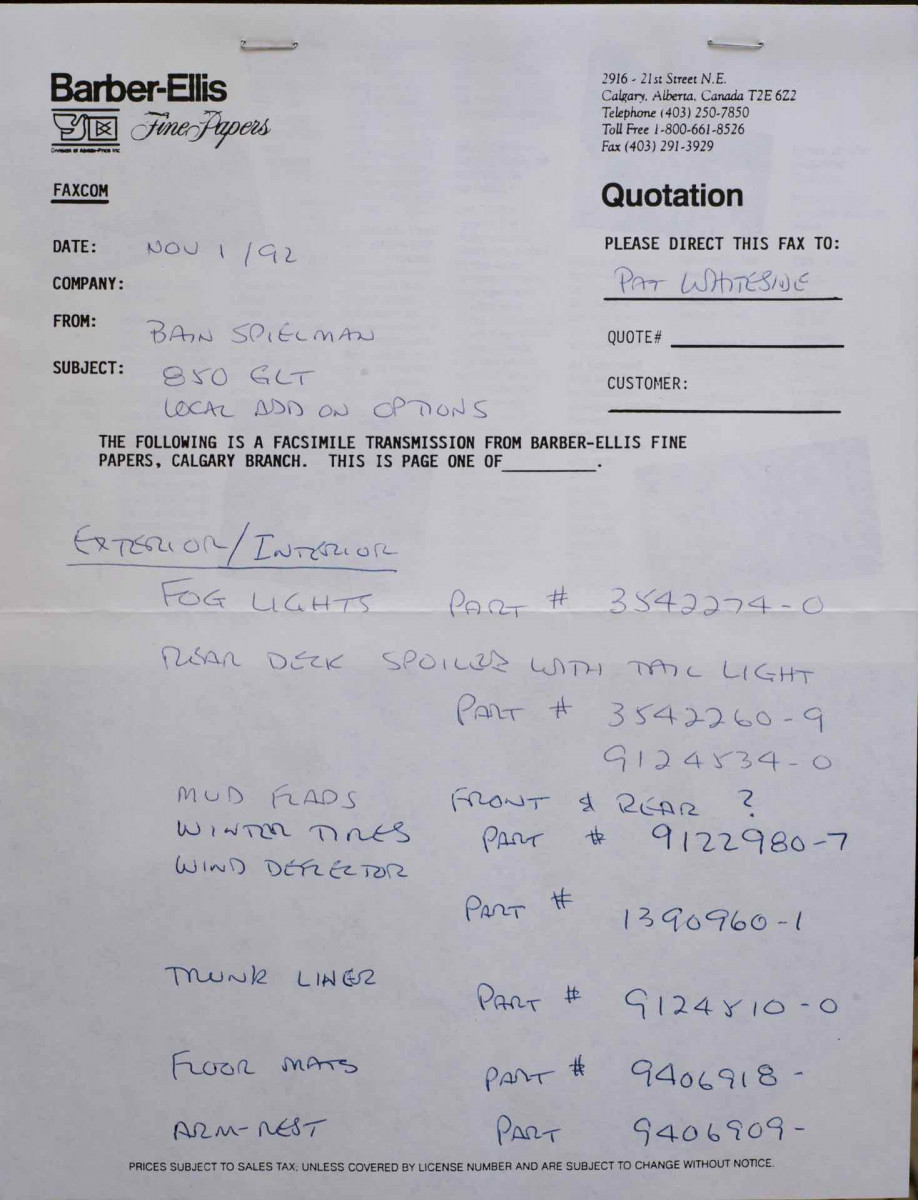 Barber-Ellis
Fine Papers
Division of Abitibi-Price Inc.
2916 - 21st Street N.E.
Calgary, Alberta, Canada T2E 6Z2
Telephone (403) 250-7850
Toll Free 1-800-661-8526
Fax (403) 291-3929
FAXCOM
Quotation
DATE: NOV 1/92
PLEASE DIRECT THIS FAX TO:
PAT WHITESIDE
COMPANY:
FROM: BAIN SPIELMAN
QUOTE#
SUBJECT: 850 GLT
LOCAL ADD ON OPTIONS
CUSTOMER:
THE FOLLOWING IS A FACSIMILE TRANSMISSION FROM BARBER-ELLIS FINE
PAPERS, CALGARY BRANCH. THIS IS PAGE ONE OF________.
EXTERIOR/INTERIOR
FOG LIGHTS PART # 3542274-0
REAR DECK SPOILER WITH TAIL LIGHT
PART # 3542260-9
9124534-0
MUD FLAPS FRONT & REAR ?
WINTER TIRES PART # 9122980-7
WIND DEFLECTOR
PART # 1390960-1
TRUNK LINER
PART # 9124510-0
FLOOR MATS PART # 9406918-
ARM-REST PART 9406909-
PRICES SUBJECT TO SALES TAX; UNLESS COVERED BY LICENSE NUMBER AND ARE SUBJECT TO CHANGE WITHOUT NOTICE.